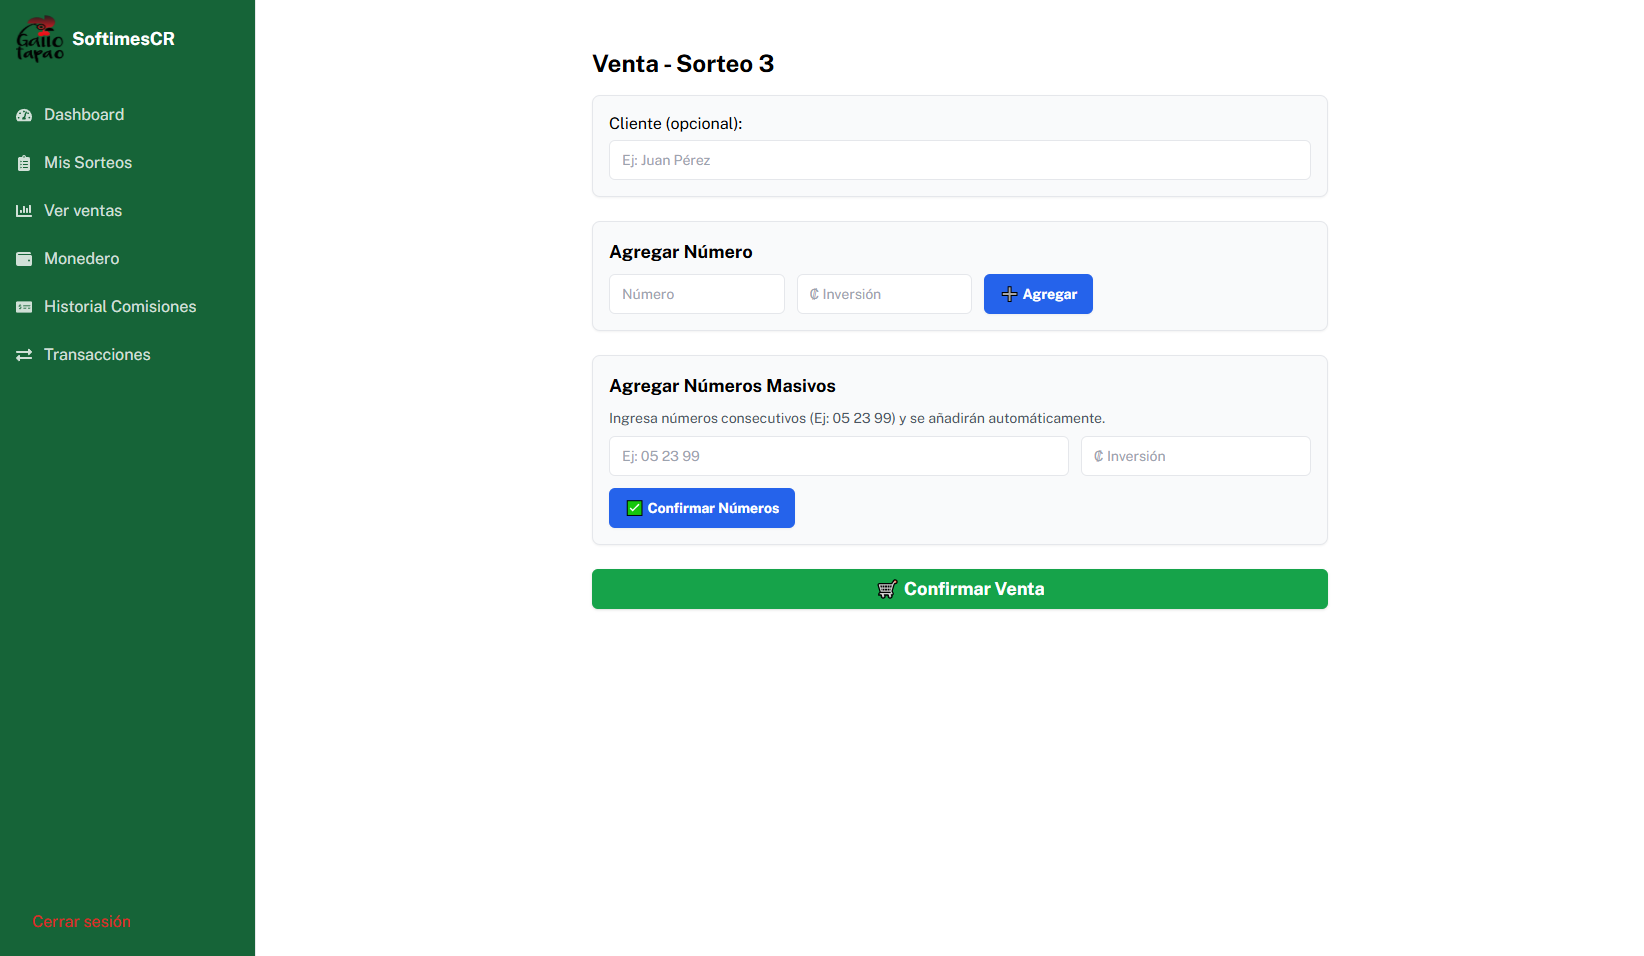 Gallo
tapao
SoftimesCR
Dashboard
Mis Sorteos
Ver ventas
Monedero
Historial Comisiones
Transacciones
Cerrar sesión
Venta - Sorteo 3
Cliente (opcional):
Ej: Juan Pérez
Agregar Número
Número
₡ Inversión
➕ Agregar
Agregar Números Masivos
Ingresa números consecutivos (Ej: 05 23 99) y se añadirán automáticamente.
Ej: 05 23 99
₡ Inversión
✅ Confirmar Números
🛒 Confirmar Venta